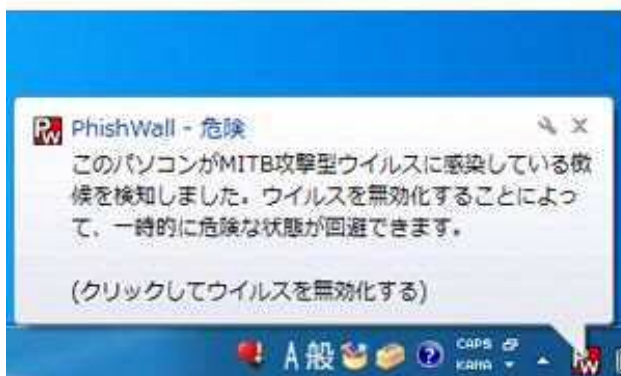 PhishWall - 危険
このパソコンがMITB攻撃型ウイルスに感染している徴
候を検知しました。ウイルスを無効化することによっ
て、一時的に危険な状態が回避できます。
(クリックしてウイルスを無効化する)
A 般 CAPS
KANA